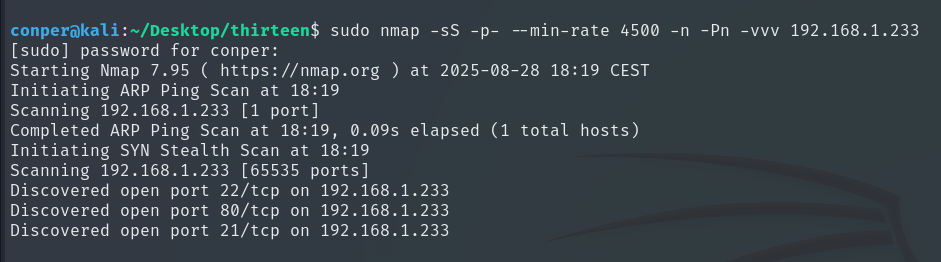 conper@kali:~/Desktop/thirteen$ sudo nmap -sS -p- --min-rate 4500 -n -Pn -vvv 192.168.1.233
[sudo] password for conper:
Starting Nmap 7.95 ( https://nmap.org ) at 2025-08-28 18:19 CEST
Initiating ARP Ping Scan at 18:19
Scanning 192.168.1.233 [1 port]
Completed ARP Ping Scan at 18:19, 0.09s elapsed (1 total hosts)
Initiating SYN Stealth Scan at 18:19
Scanning 192.168.1.233 [65535 ports]
Discovered open port 22/tcp on 192.168.1.233
Discovered open port 80/tcp on 192.168.1.233
Discovered open port 21/tcp on 192.168.1.233